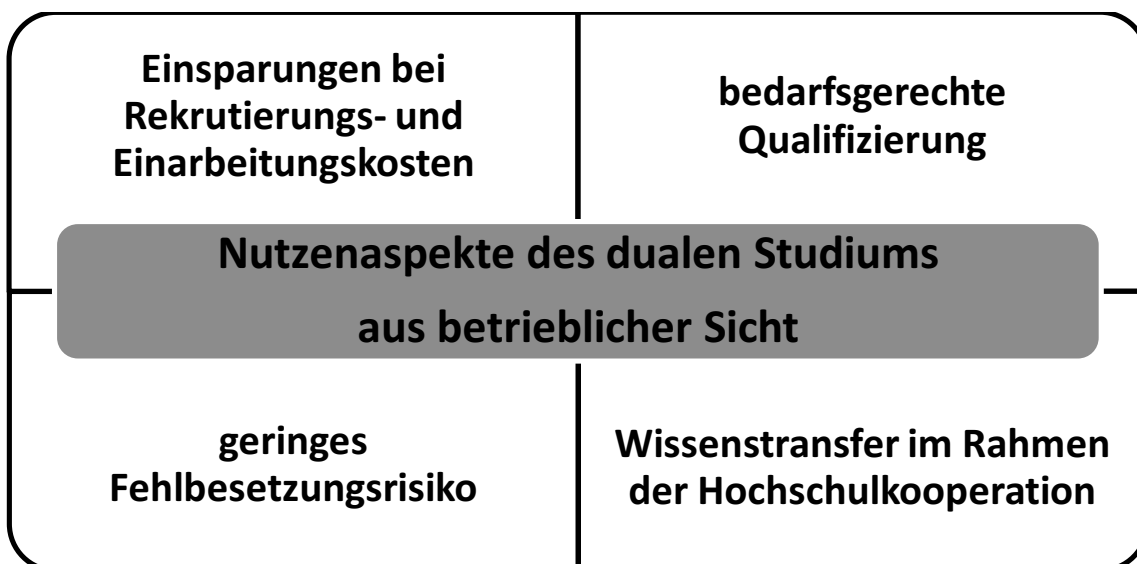 Einsparungen bei
Rekrutierungs- und
Einarbeitungskosten
bedarfsgerechte
Qualifizierung
Nutzenaspekte des dualen Studiums
aus betrieblicher Sicht
geringes
Fehlbesetzungsrisiko
Wissenstransfer im Rahmen
der Hochschulkooperation